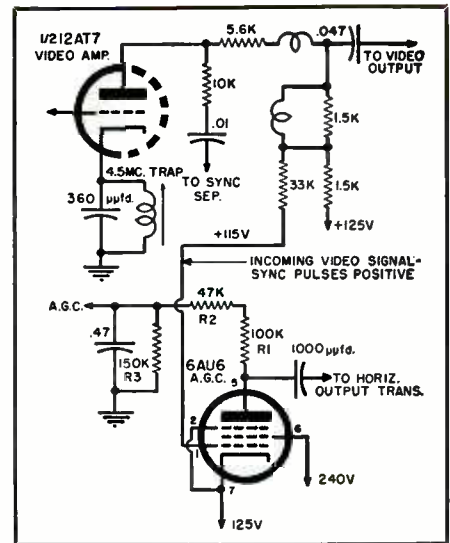 1/2 12AT7
VIDEO AMP.
5.6K
.047
TO VIDEO
OUTPUT
10K
.01
TO SYNC
SEP.
1.5K
1.5K
33K
+125V
4.5MC. TRAP
360 µµfd.
+115V
INCOMING VIDEO SIGNAL-
SYNC PULSES POSITIVE
A.G.C.
47K
R2
.47
150K
R3
100K
R1
1000µµfd.
6AU6
A.G.C.
5
TO HORIZ.
OUTPUT TRANS.
2
1
6
7
240V
125V